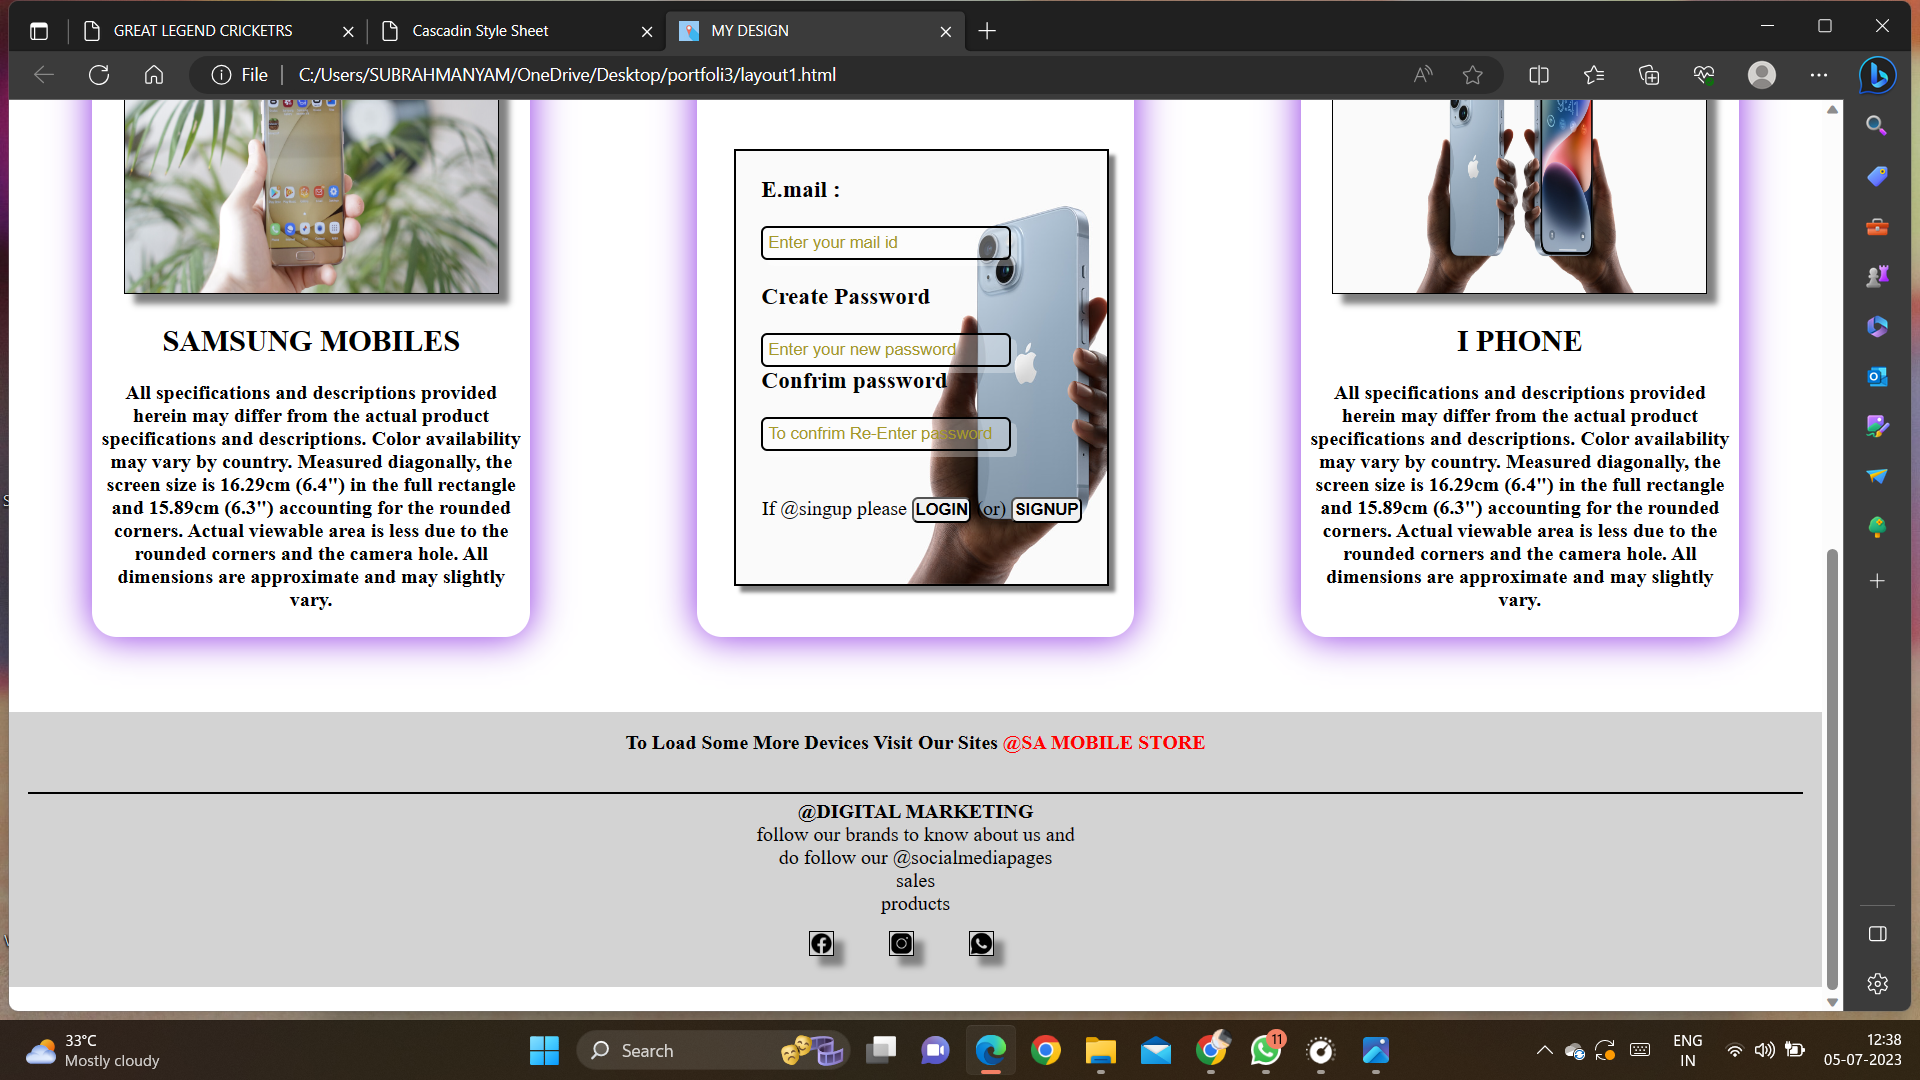 GREAT LEGEND CRICKETRS
Cascadin Style Sheet
MY DESIGN
File
C:/Users/SUBRAHMANYAM/OneDrive/Desktop/portfoli3/layout1.html
SAMSUNG MOBILES
All specifications and descriptions provided
herein may differ from the actual product
specifications and descriptions. Color availability
may vary by country. Measured diagonally, the
screen size is 16.29cm (6.4") in the full rectangle
and 15.89cm (6.3") accounting for the rounded
corners. Actual viewable area is less due to the
rounded corners and the camera hole. All
dimensions are approximate and may slightly
vary.
E.mail :
Enter your mail id
Create Password
Enter your new password
Confrim password
To confrim Re-Enter password
If @singup please LOGIN (or) SIGNUP
I PHONE
All specifications and descriptions provided
herein may differ from the actual product
specifications and descriptions. Color availability
may vary by country. Measured diagonally, the
screen size is 16.29cm (6.4") in the full rectangle
and 15.89cm (6.3") accounting for the rounded
corners. Actual viewable area is less due to the
rounded corners and the camera hole. All
dimensions are approximate and may slightly
vary.
To Load Some More Devices Visit Our Sites @SA MOBILE STORE
@DIGITAL MARKETING
follow our brands to know about us and
do follow our @socialmediapages
sales
products
33°C
Mostly cloudy
Search
11
ENG
IN
12:38
05-07-2023